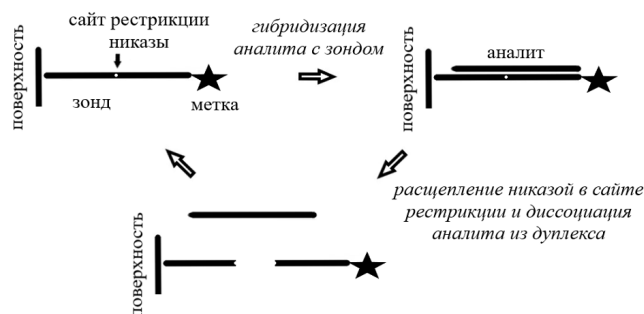 сайт рестрикции
никазы
поверхность
зонд
метка
гибридизация
аналита с зондом
поверхность
аналит
расщепление никазой в сайте
рестрикции и диссоциация
аналита из дуплекса
поверхность